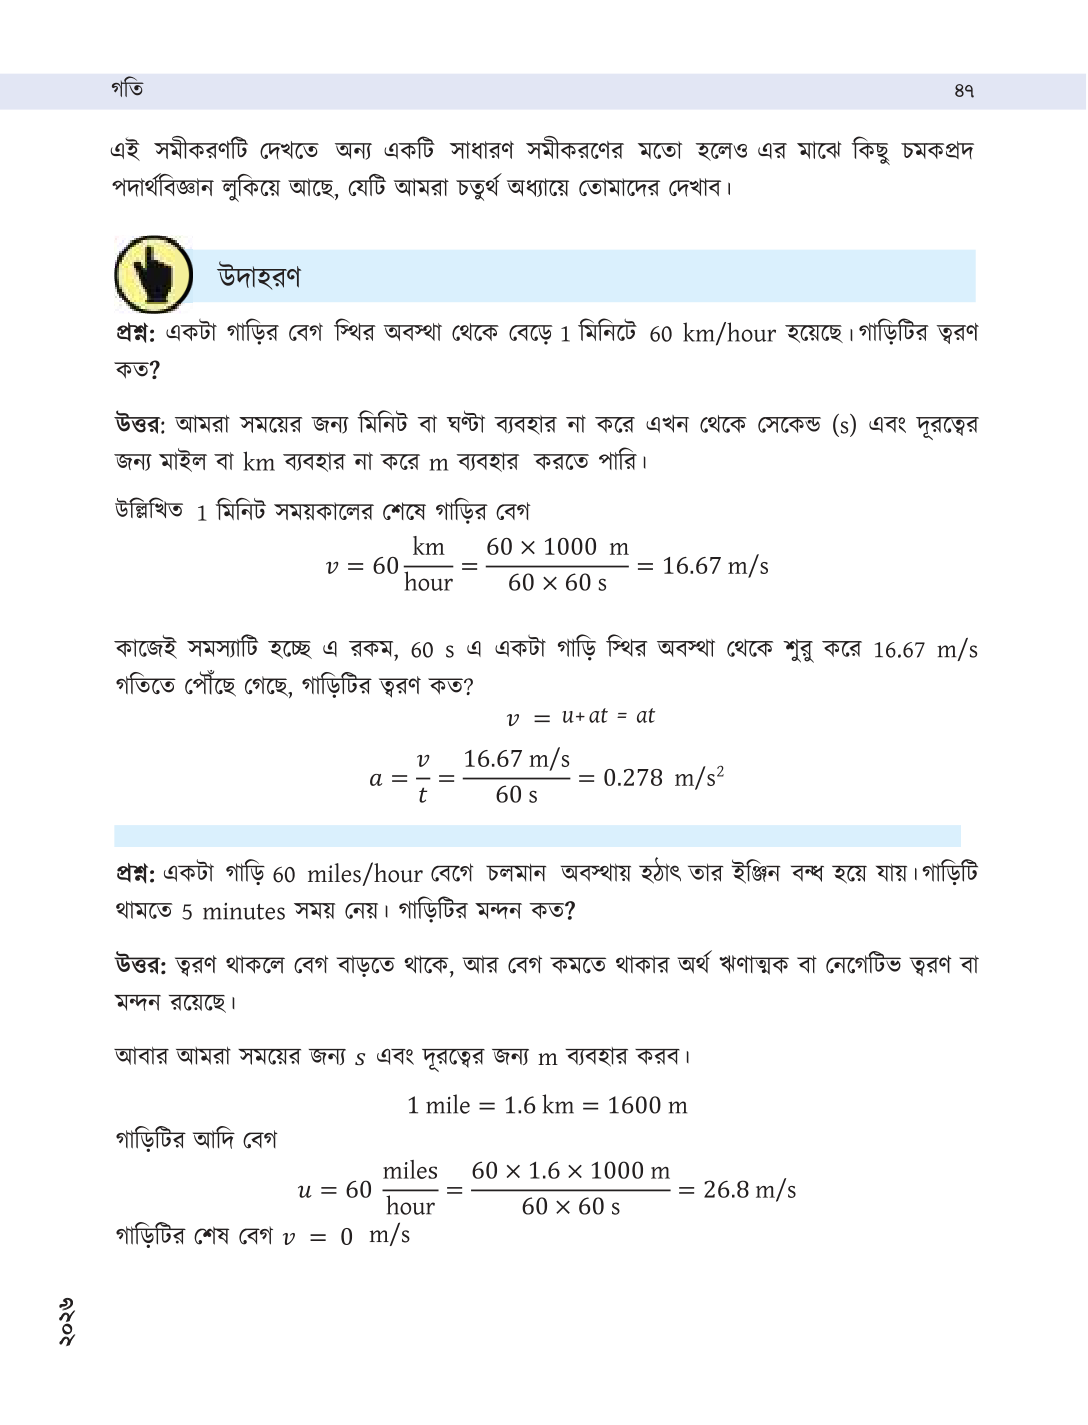 গতি ৪৭
এই সমীকরণটি দেখতে অন্য একটি সাধারণ সমীকরণের মতো হলেও এর মাঝে কিছু চমকপ্রদ
পদার্থবিজ্ঞান লুকিয়ে আছে, যেটি আমরা চতুর্থ অধ্যায়ে তোমাদের দেখাব।
উদাহরণ
প্রশ্ন: একটা গাড়ির বেগ স্থির অবস্থা থেকে বেড়ে 1 মিনিটে 60 km/hour হয়েছে। গাড়িটির ত্বরণ
কত?
উত্তর: আমরা সময়ের জন্য মিনিট বা ঘণ্টা ব্যবহার না করে এখন থেকে সেকেন্ড (s) এবং দূরত্বের
জন্য মাইল বা km ব্যবহার না করে m ব্যবহার করতে পারি।
উল্লিখিত 1 মিনিট সময়কালের শেষে গাড়ির বেগ
v = 60 km/hour = (60 × 1000 m)/(60 × 60 s) = 16.67 m/s
কাজেই সমস্যাটি হচ্ছে এ রকম, 60 s এ একটা গাড়ি স্থির অবস্থা থেকে শুরু করে 16.67 m/s
গতিতে পৌঁছে গেছে, গাড়িটির ত্বরণ কত?
v = u+at = at
a = v/t = (16.67 m/s)/(60 s) = 0.278 m/s²
প্রশ্ন: একটা গাড়ি 60 miles/hour বেগে চলমান অবস্থায় হঠাৎ তার ইঞ্জিন বন্ধ হয়ে যায়। গাড়িটি
থামতে 5 minutes সময় নেয়। গাড়িটির মন্দন কত?
উত্তর: ত্বরণ থাকলে বেগ বাড়তে থাকে, আর বেগ কমতে থাকার অর্থ ঋণাত্মক বা নেগেটিভ ত্বরণ বা
মন্দন রয়েছে।
আবার আমরা সময়ের জন্য s এবং দূরত্বের জন্য m ব্যবহার করব।
1 mile = 1.6 km = 1600 m
গাড়িটির আদি বেগ
u = 60 miles/hour = (60 × 1.6 × 1000 m)/(60 × 60 s) = 26.8 m/s
গাড়িটির শেষ বেগ v = 0 m/s
২০২৬